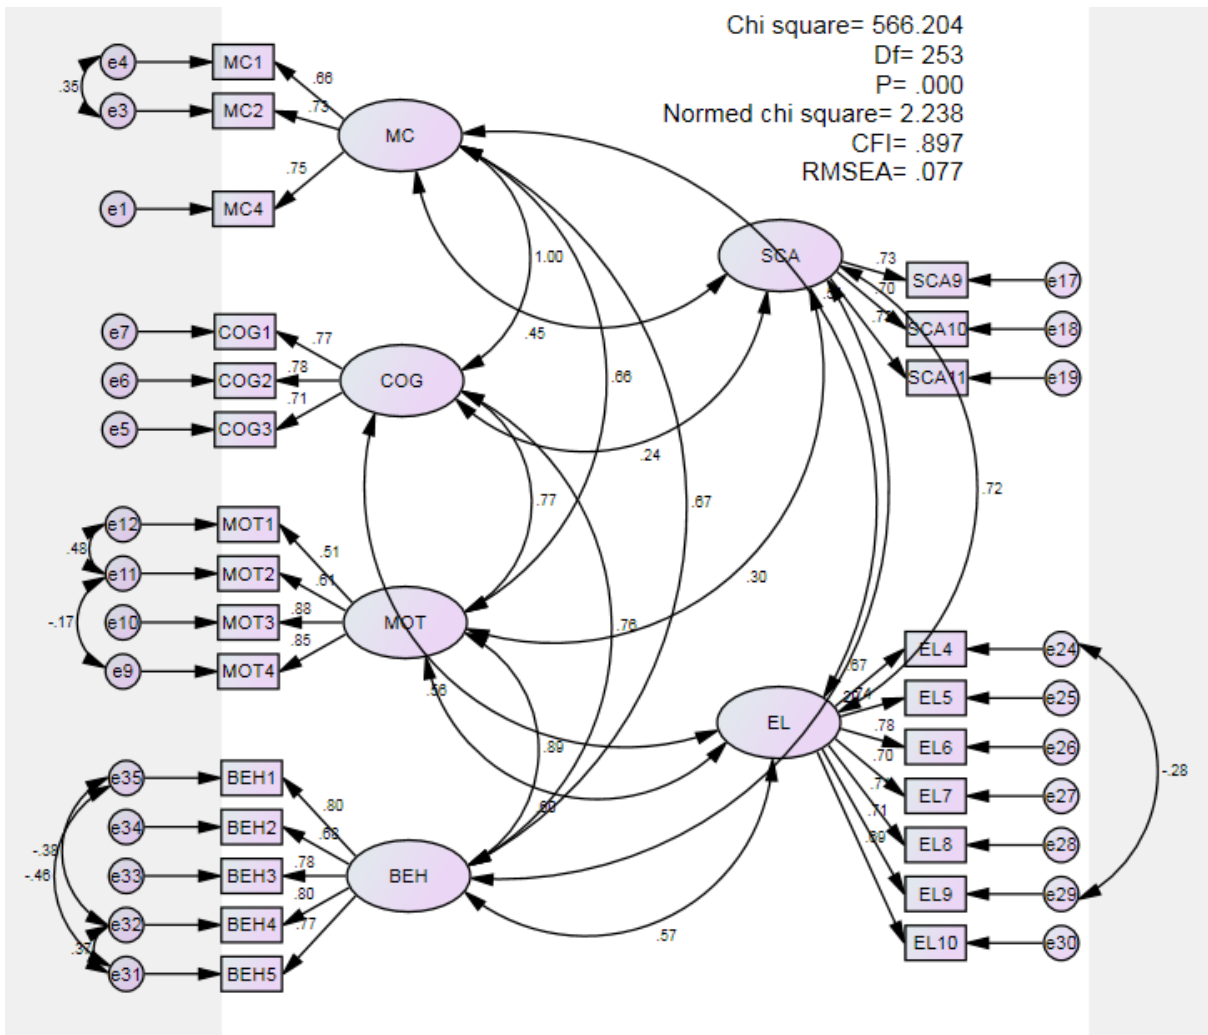 Chi square= 566.204
Df= 253
P= .000
Normed chi square= 2.238
CFI= .897
RMSEA= .077
e4
MC1
.66
.35
e3
MC2
.73
MC
.75
e1
MC4
1.00
SCA
.73
SCA9
e17
.70
SCA10
e18
SCA11
e19
.45
e7
COG1
.77
e6
COG2
.78
COG
.71
e5
COG3
.66
.24
.77
.67
.72
e12
MOT1
.48
.51
e11
MOT2
.61
-.17
e10
MOT3
.88
MOT
.85
e9
MOT4
.30
.76
.67
EL4
e24
.74
EL5
e25
.56
EL
.78
EL6
e26
.70
EL7
e27
-.28
.71
EL8
e28
EL9
e29
EL10
e30
.89
e35
BEH1
.80
e34
BEH2
.68
-.38
-.46
e33
BEH3
.78
BEH
.80
e32
BEH4
.77
.37
e31
BEH5
.57